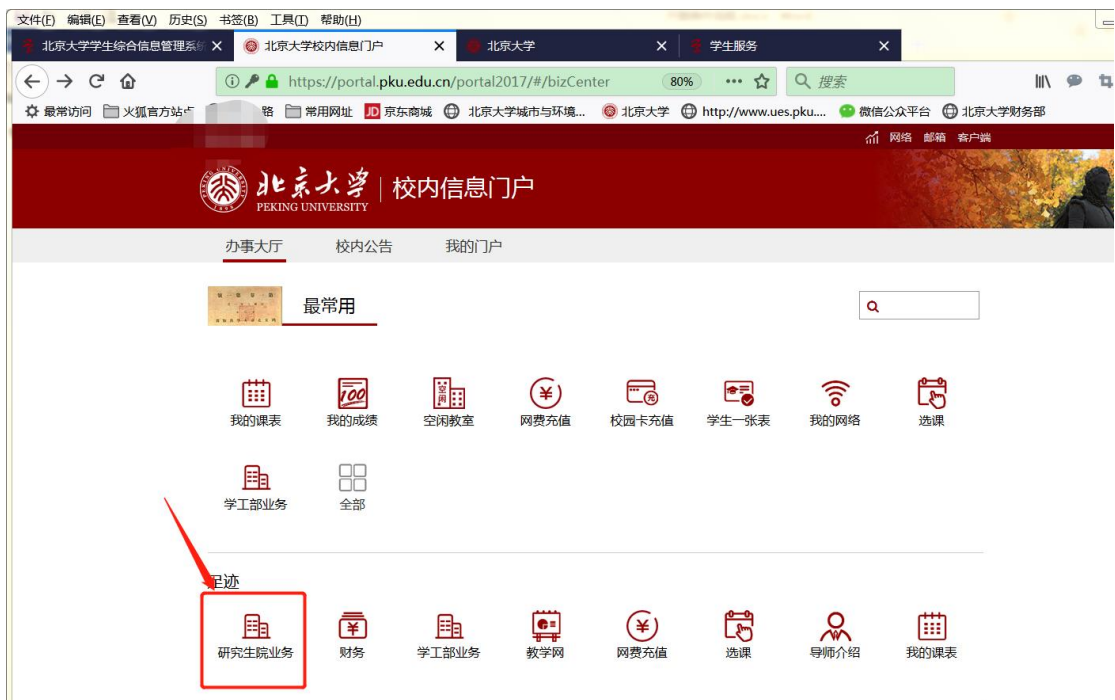 文件(F) 编辑(E) 查看(V) 历史(S) 书签(B) 工具(T) 帮助(H)
北京大学学生综合信息管理系统 北京大学校内信息门户 北京大学 学生服务
https://portal.pku.edu.cn/portal2017/#/bizCenter 80% 搜索
最常访问 火狐官方站点 路 常用网址 JD 京东商城 北京大学城市与环境... 北京大学 http://www.ues.pku.... 微信公众平台 北京大学财务部
网络 邮箱 客户端
北京大学 校内信息门户
PEKING UNIVERSITY
办事大厅 校内公告 我的门户
最常用
我的课表 我的成绩 空闲教室 网费充值 校园卡充值 学生一张表 我的网络 选课
学工部业务 全部
足迹
研究生院业务 财务 学工部业务 教学网 网费充值 选课 导师介绍 我的课表